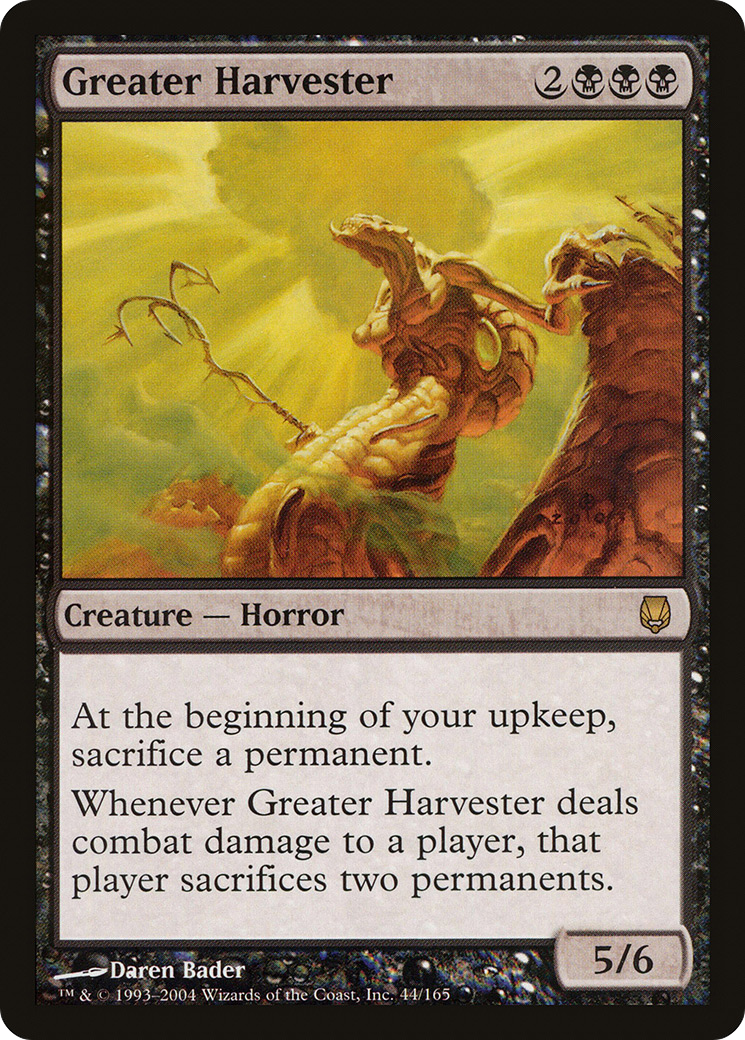 Greater Harvester 2
Creature — Horror
At the beginning of your upkeep,
sacrifice a permanent.
Whenever Greater Harvester deals
combat damage to a player, that
player sacrifices two permanents.
5/6
Daren Bader
™ & © 1993–2004 Wizards of the Coast, Inc. 44/165